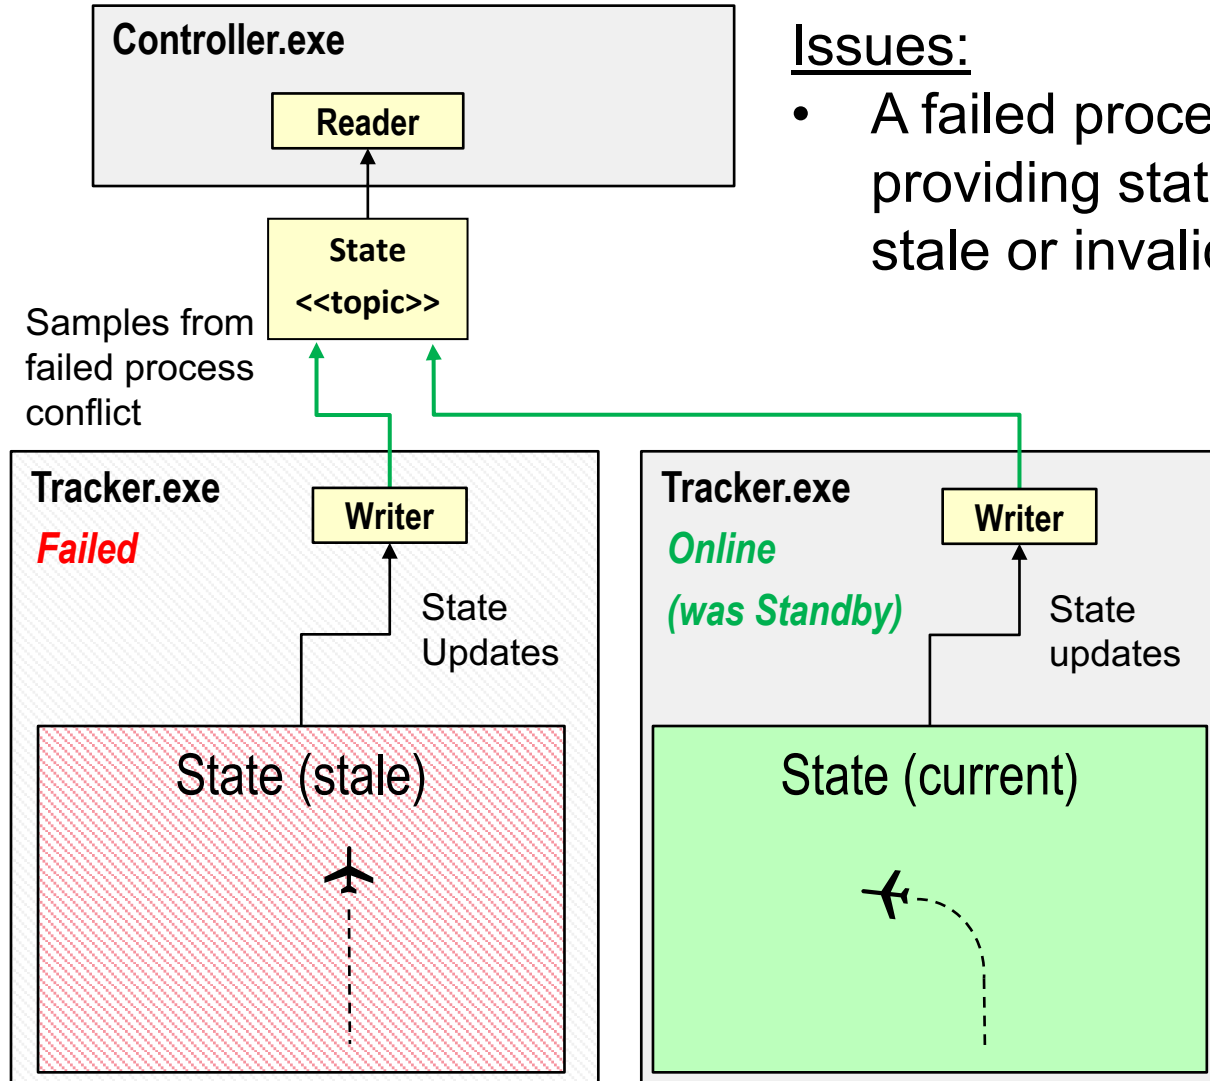 Controller.exe
Reader
State
<<topic>>
Issues:
• A failed proce
providing stat
stale or invali
Samples from
failed process
conflict
Tracker.exe
Failed
Writer
State
Updates
State (stale)
Tracker.exe
Online
(was Standby)
Writer
State
updates
State (current)